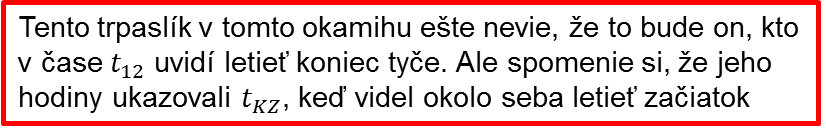 Tento trpaslík v tomto okamihu ešte nevie, že to bude on, kto
v čase t₁₂ uvidí letieť koniec tyče. Ale spomenie si, že jeho
hodiny ukazovali t_KZ, keď videl okolo seba letieť začiatok